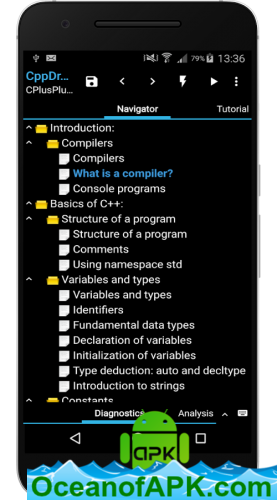 79% 13:36
CppDr...
CPlusPlu...
Navigator
Tutorial
Introduction:
Compilers
Compilers
What is a compiler?
Console programs
Basics of C++:
Structure of a program
Structure of a program
Comments
Using namespace std
Variables and types
Variables and types
Identifiers
Fundamental data types
Declaration of variables
Initialization of variables
Type deduction: auto and decltype
Introduction to strings
Constants
Diagnostics
Analysis
APK
OceanofAPK.com